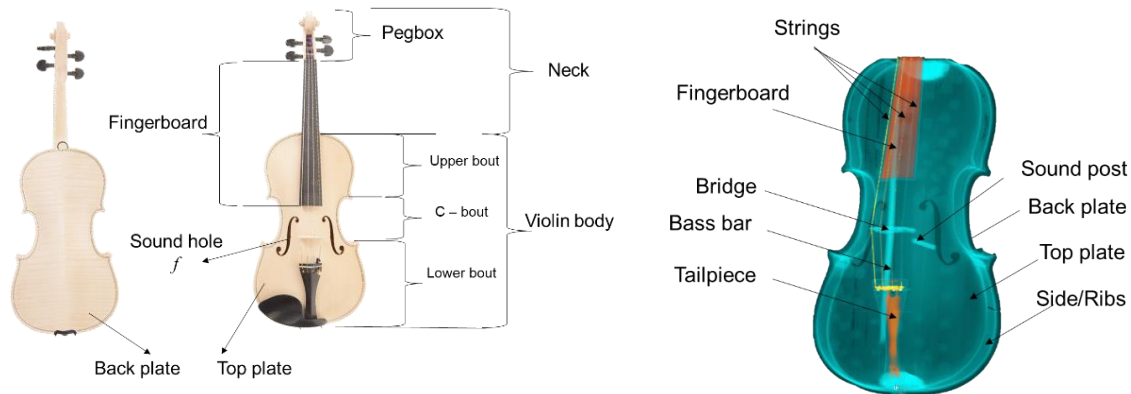 Pegbox
Neck
Fingerboard
Upper bout
C – bout
Violin body
Sound hole
f
Lower bout
Back plate
Top plate
Strings
Fingerboard
Sound post
Bridge
Back plate
Bass bar
Top plate
Tailpiece
Side/Ribs